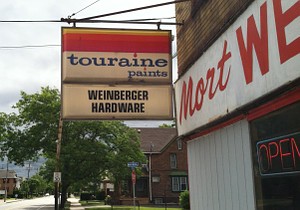 touraine
paints
WEINBERGER
HARDWARE
Mort WE
OPEN